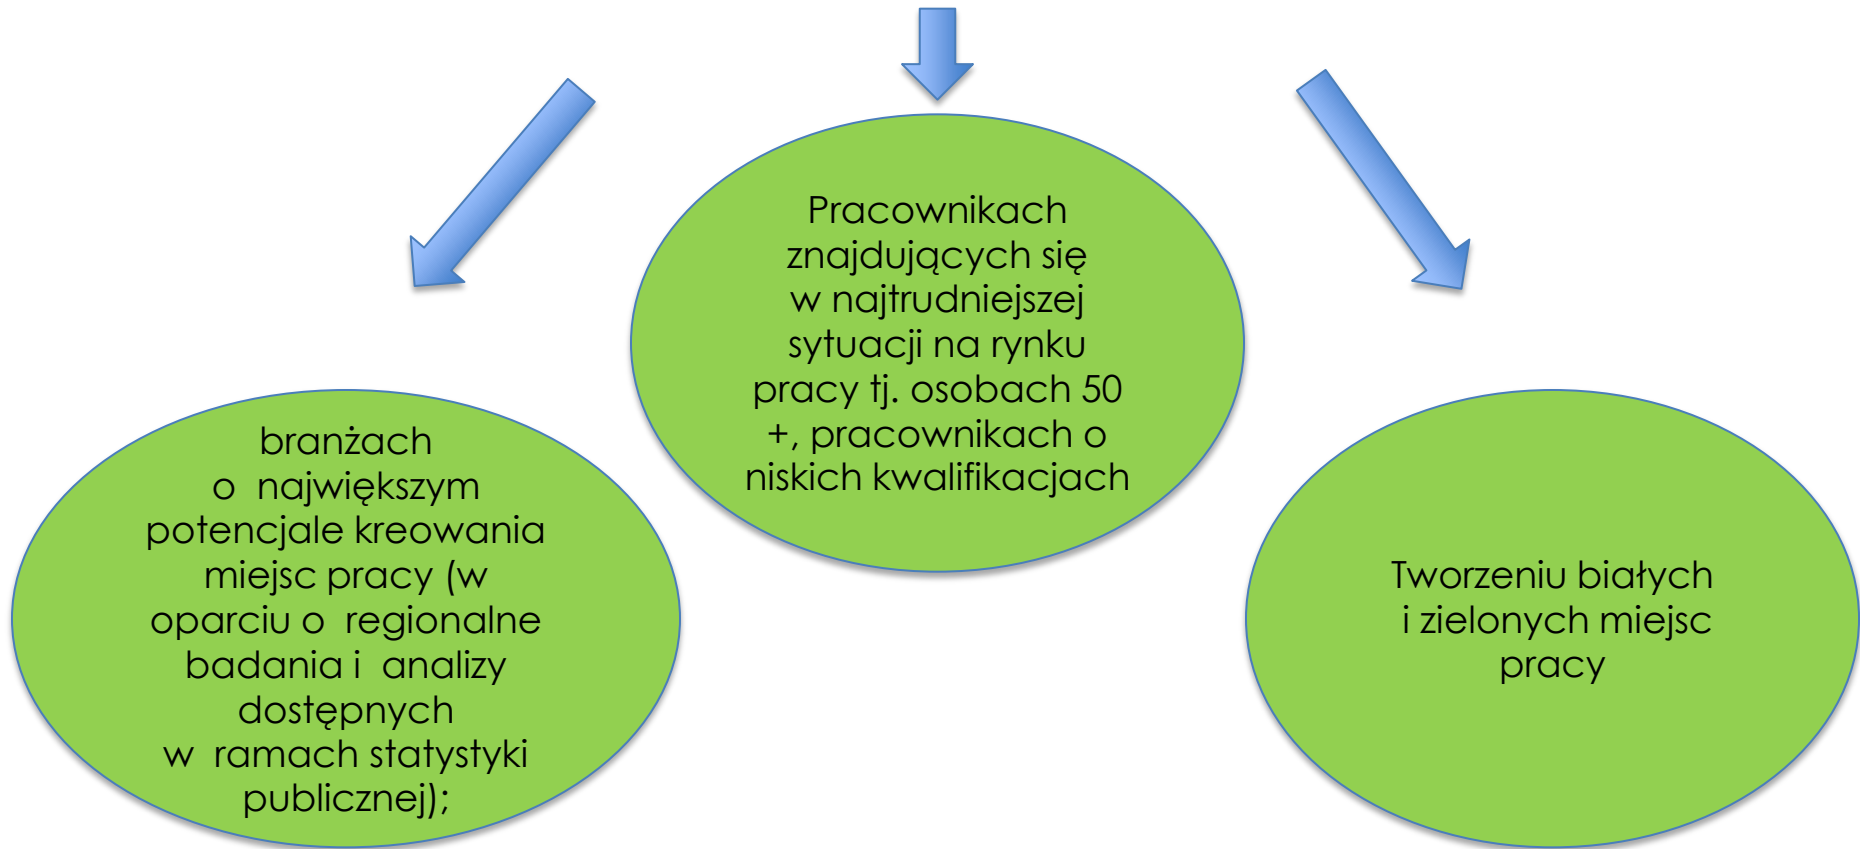 branżach
o największym
potencjale kreowania
miejsc pracy (w
oparciu o regionalne
badania i analizy
dostępnych
w ramach statystyki
publicznej);
Pracownikach
znajdujących się
w najtrudniejszej
sytuacji na rynku
pracy tj. osobach 50
+, pracownikach o
niskich kwalifikacjach
Tworzeniu białych
i zielonych miejsc
pracy